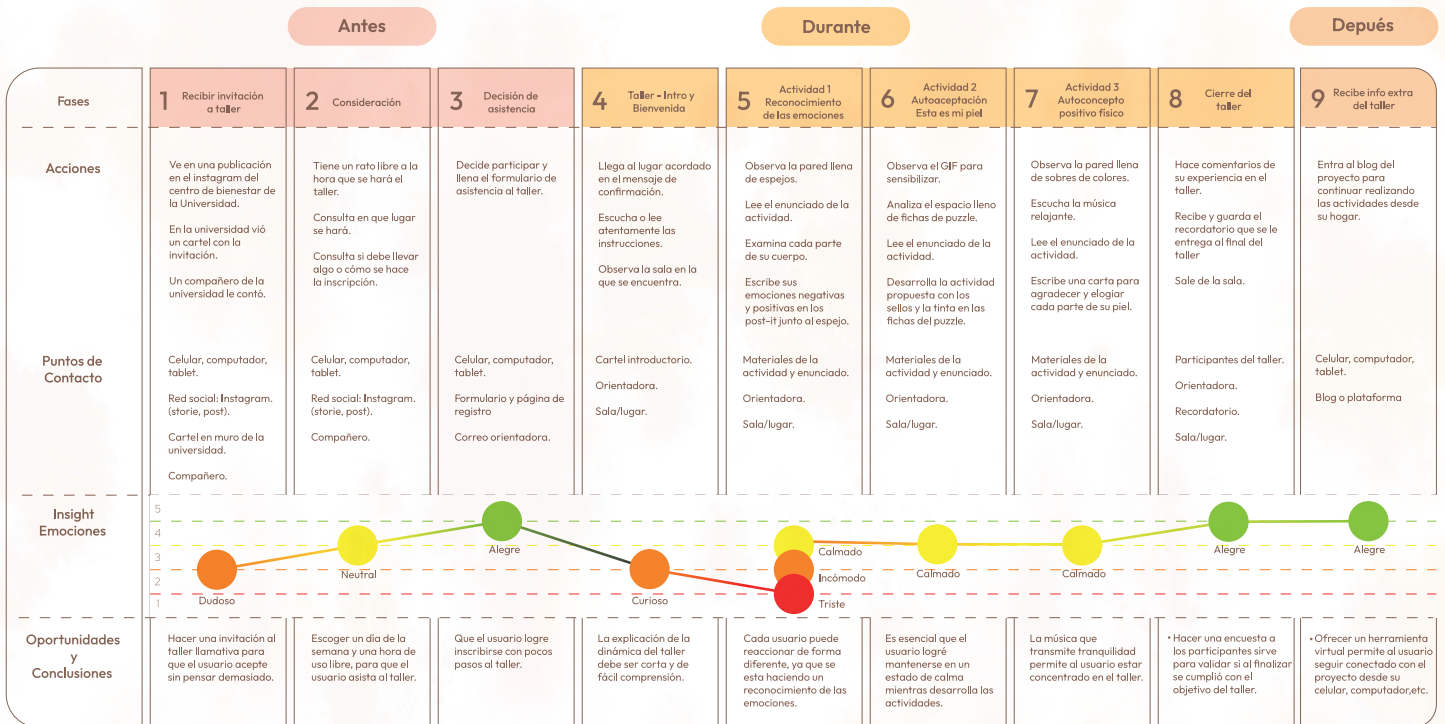 Antes
Durante
Depués
Fases
1 Recibir invitación
a taller
2 Consideración
3 Decisión de
asistencia
4 Taller - Intro y
Bienvenida
5 Actividad 1
Reconocimiento
de las emociones
6 Actividad 2
Autoaceptación
Esta es mi piel
7 Actividad 3
Autoconcepto
positivo físico
8 Cierre del
taller
9 Recibe info extra
del taller
Acciones
Ve en una publicación
en el instagram del
centro de bienestar de
la Universidad.
En la universidad vió
un cartel con la
invitación.
Un compañero de la
universidad le contó.
Tiene un rato libre a la
hora que se hará el
taller.
Consulta en que lugar
se hará.
Consulta si debe llevar
algo o cómo se hace
la inscripción.
Decide participar y
llena el formulario de
asistencia al taller.
Llega al lugar acordado
en el mensaje de
confirmación.
Escucha o lee
atentamente las
instrucciones.
Observa la sala en la
que se encuentra.
Observa la pared llena
de espejos.
Lee el enunciado de la
actividad.
Examina cada parte
de su cuerpo.
Escribe sus
emociones negativas
y positivas en los
post-it junto al espejo.
Observa el GIF para
sensibilizar.
Analiza el espacio lleno
de fichas de puzzle.
Lee el enunciado de la
actividad.
Desarrolla la actividad
propuesta con los
sellos y la tinta en las
fichas del puzzle.
Observa la pared llena
de sobres de colores.
Escucha la música
relajante.
Lee el enunciado de la
actividad.
Escribe una carta para
agradecer y elogiar
cada parte de su piel.
Hace comentarios de
su experiencia en el
taller.
Recibe y guarda el
recordatorio que se le
entrega al final del
taller
Sale de la sala.
Entra al blog del
proyecto para
continuar realizando
las actividades desde
su hogar.
Puntos de
Contacto
Celular, computador,
tablet.
Red social: Instagram.
(storie, post).
Cartel en muro de la
universidad.
Compañero.
Celular, computador,
tablet.
Red social: Instagram.
(storie, post).
Compañero.
Celular, computador,
tablet.
Formulario y página de
registro
Correo orientadora.
Cartel introductorio.
Orientadora.
Sala/lugar.
Materiales de la
actividad y enunciado.
Orientadora.
Sala/lugar.
Materiales de la
actividad y enunciado.
Orientadora.
Sala/lugar.
Materiales de la
actividad y enunciado.
Orientadora.
Sala/lugar.
Participantes del taller.
Orientadora.
Recordatorio.
Sala/lugar.
Celular, computador,
tablet.
Blog o plataforma
Insight
Emociones
5
4
3
2
1
Dudoso
Neutral
Alegre
Curioso
Calmado
Incómodo
Triste
Calmado
Calmado
Alegre
Alegre
Oportunidades
y
Conclusiones
Hacer una invitación al
taller llamativa para
que el usuario acepte
sin pensar demasiado.
Escoger un día de la
semana y una hora de
uso libre, para que el
usuario asista al taller.
Que el usuario logre
inscribirse con pocos
pasos al taller.
La explicación de la
dinámica del taller
debe ser corta y de
fácil comprensión.
Cada usuario puede
reaccionar de forma
diferente, ya que se
esta haciendo un
reconocimiento de las
emociones.
Es esencial que el
usuario logré
mantenerse en un
estado de calma
mientras desarrolla las
actividades.
La música que
transmite tranquilidad
permite al usuario estar
concentrado en el taller.
• Hacer una encuesta a
los participantes sirve
para validar si al finalizar
se cumplió con el
objetivo del taller.
• Ofrecer un herramienta
virtual permite al usuario
seguir conectado con el
proyecto desde su
celular, computador,etc.